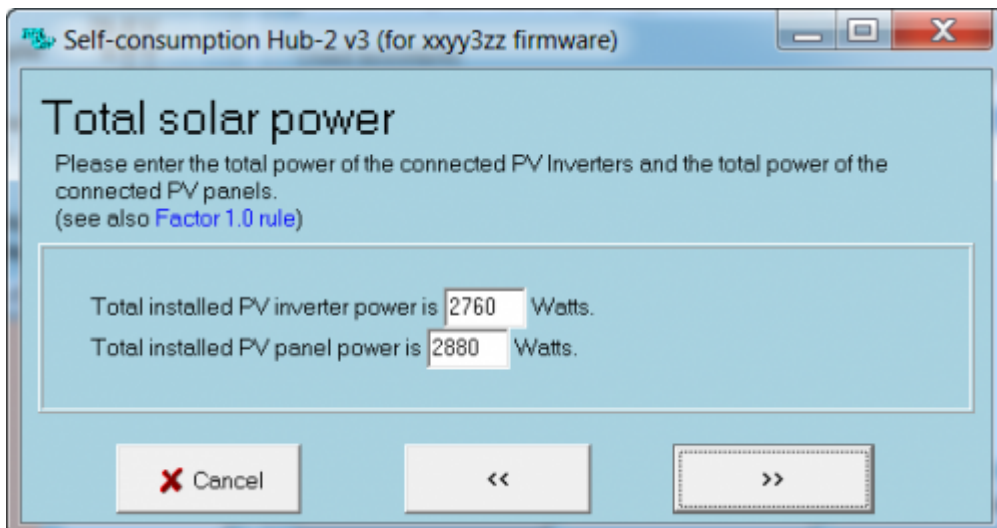 Self-consumption Hub-2 v3 (for xxyy3zz firmware)
Total solar power
Please enter the total power of the connected PV Inverters and the total power of the
connected PV panels.
(see also Factor 1.0 rule)
Total installed PV inverter power is 2760 Watts.
Total installed PV panel power is 2880 Watts.
Cancel << >>